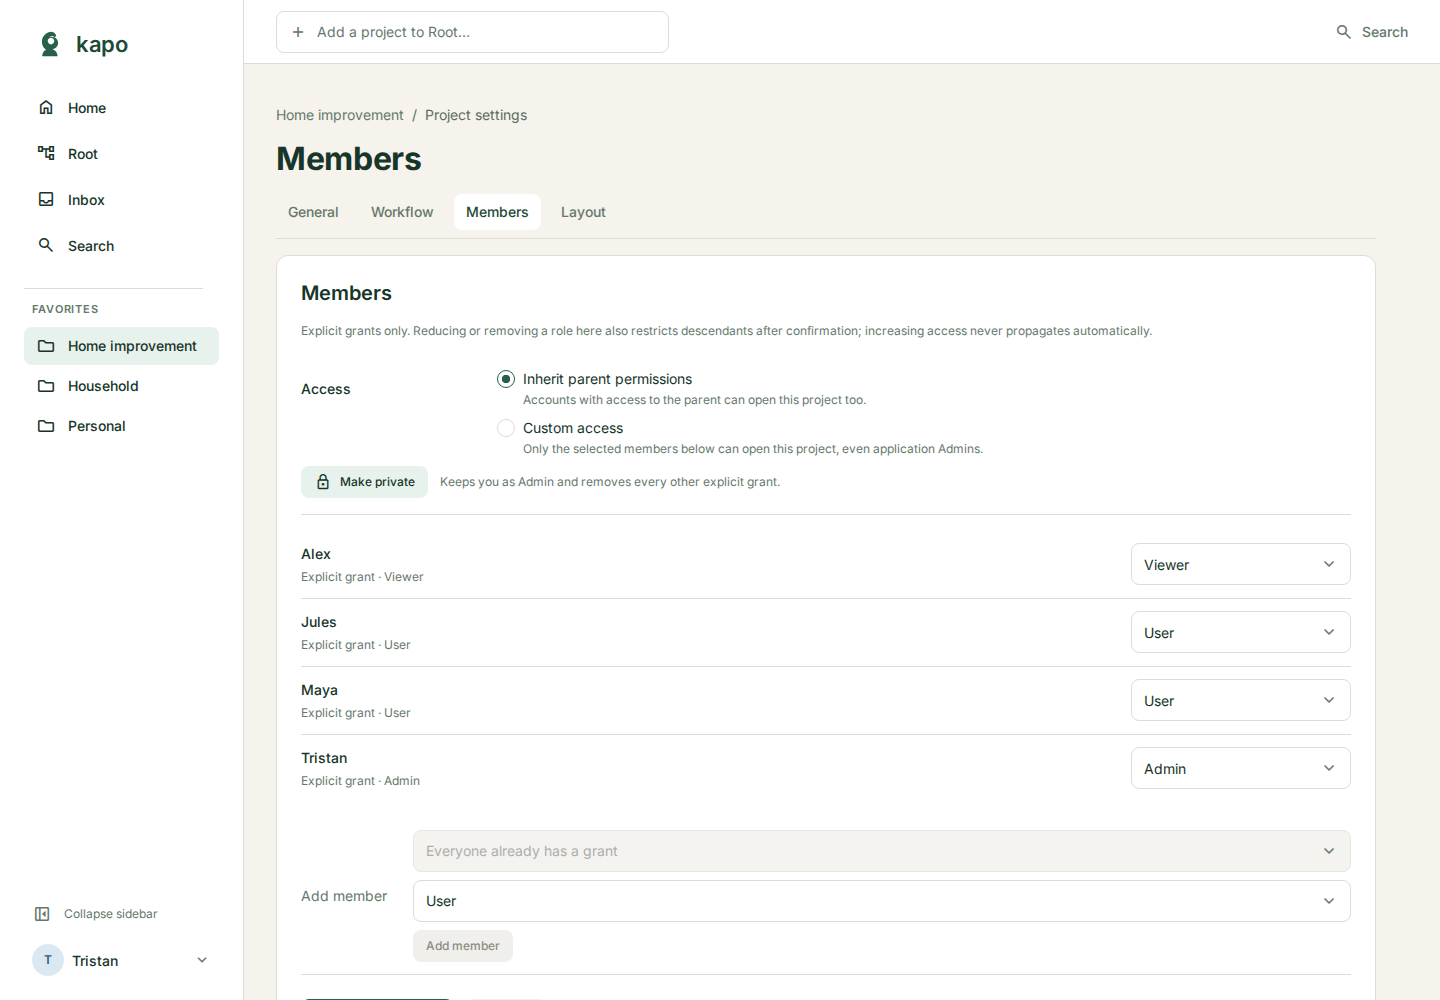 kapo
Add a project to Root...
Search
Home
Root
Inbox
Search
FAVORITES
Home improvement
Household
Personal
Collapse sidebar
T
Tristan
Home improvement / Project settings
Members
General
Workflow
Members
Layout
Members
Explicit grants only. Reducing or removing a role here also restricts descendants after confirmation; increasing access never propagates automatically.
Access
Inherit parent permissions
Accounts with access to the parent can open this project too.
Custom access
Only the selected members below can open this project, even application Admins.
Make private
Keeps you as Admin and removes every other explicit grant.
Alex
Explicit grant · Viewer
Viewer
Jules
Explicit grant · User
User
Maya
Explicit grant · User
User
Tristan
Explicit grant · Admin
Admin
Everyone already has a grant
Add member
User
Add member